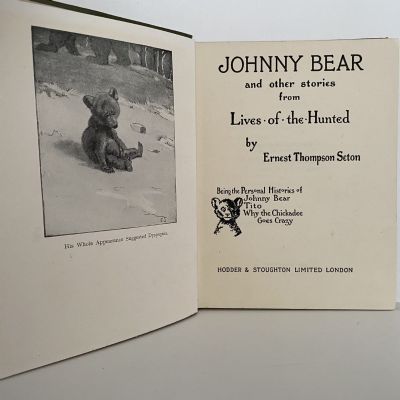 His Whole Appearance Suggested Dyspepsia.
JOHNNY BEAR
and other stories
from
Lives·of·the·Hunted
by
Ernest Thompson Seton
Being the Personal Histories of
Johnny Bear
Tito
Why the Chickadee
Goes Crazy
HODDER & STOUGHTON LIMITED LONDON